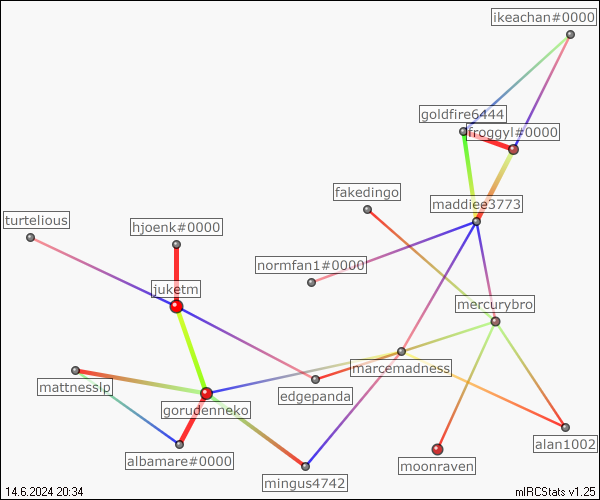 ikeachan#0000
goldfire6444
froggyl#0000
fakedingo
maddiee3773
turtelious
hjoenk#0000
normfan1#0000
juketm
mercurybro
marcemadness
mattnesslp
edgepanda
gorudenneko
alan1002
albamare#0000
moonraven
mingus4742
14.6.2024 20:34
mIRCStats v1.25